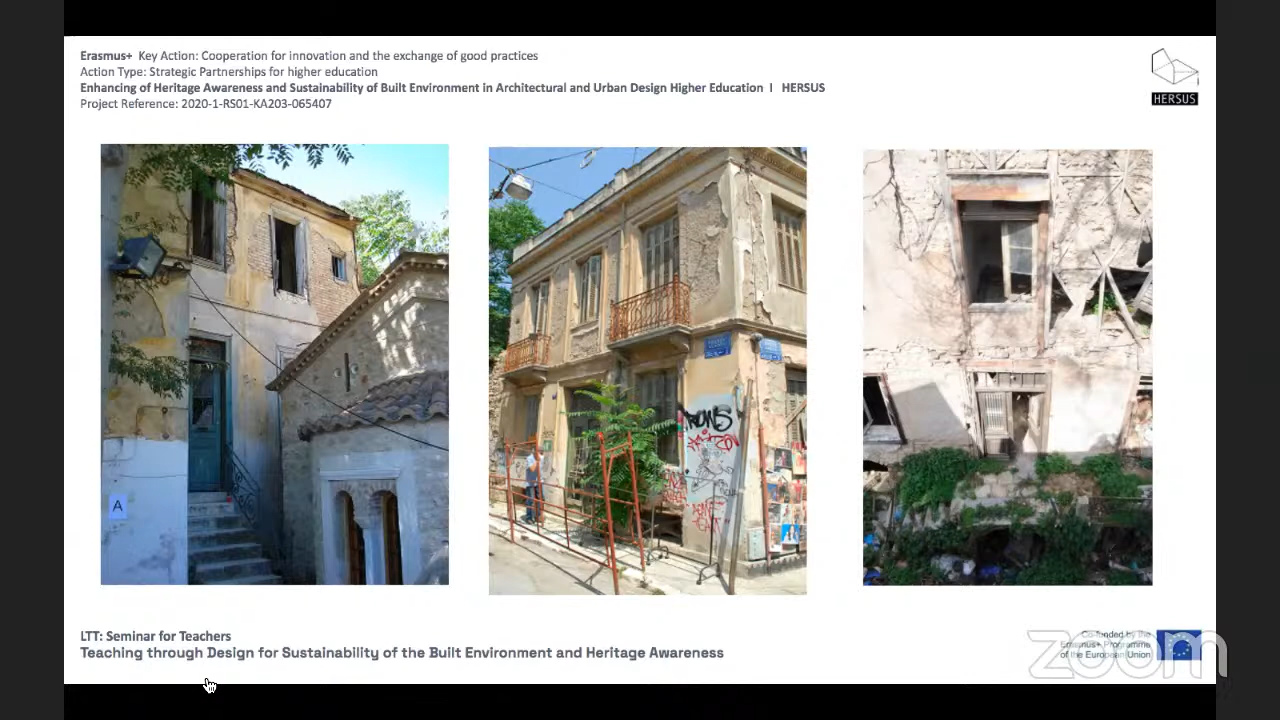 Erasmus+ Key Action: Cooperation for innovation and the exchange of good practices
Action Type: Strategic Partnerships for higher education
Enhancing of Heritage Awareness and Sustainability of Built Environment in Architectural and Urban Design Higher Education I HERSUS
Project Reference: 2020-1-RS01-KA203-065407
HERSUS
A
LTT: Seminar for Teachers
Teaching through Design for Sustainability of the Built Environment and Heritage Awareness
Co-funded by the
Erasmus+ Programme
of the European Union
zoom